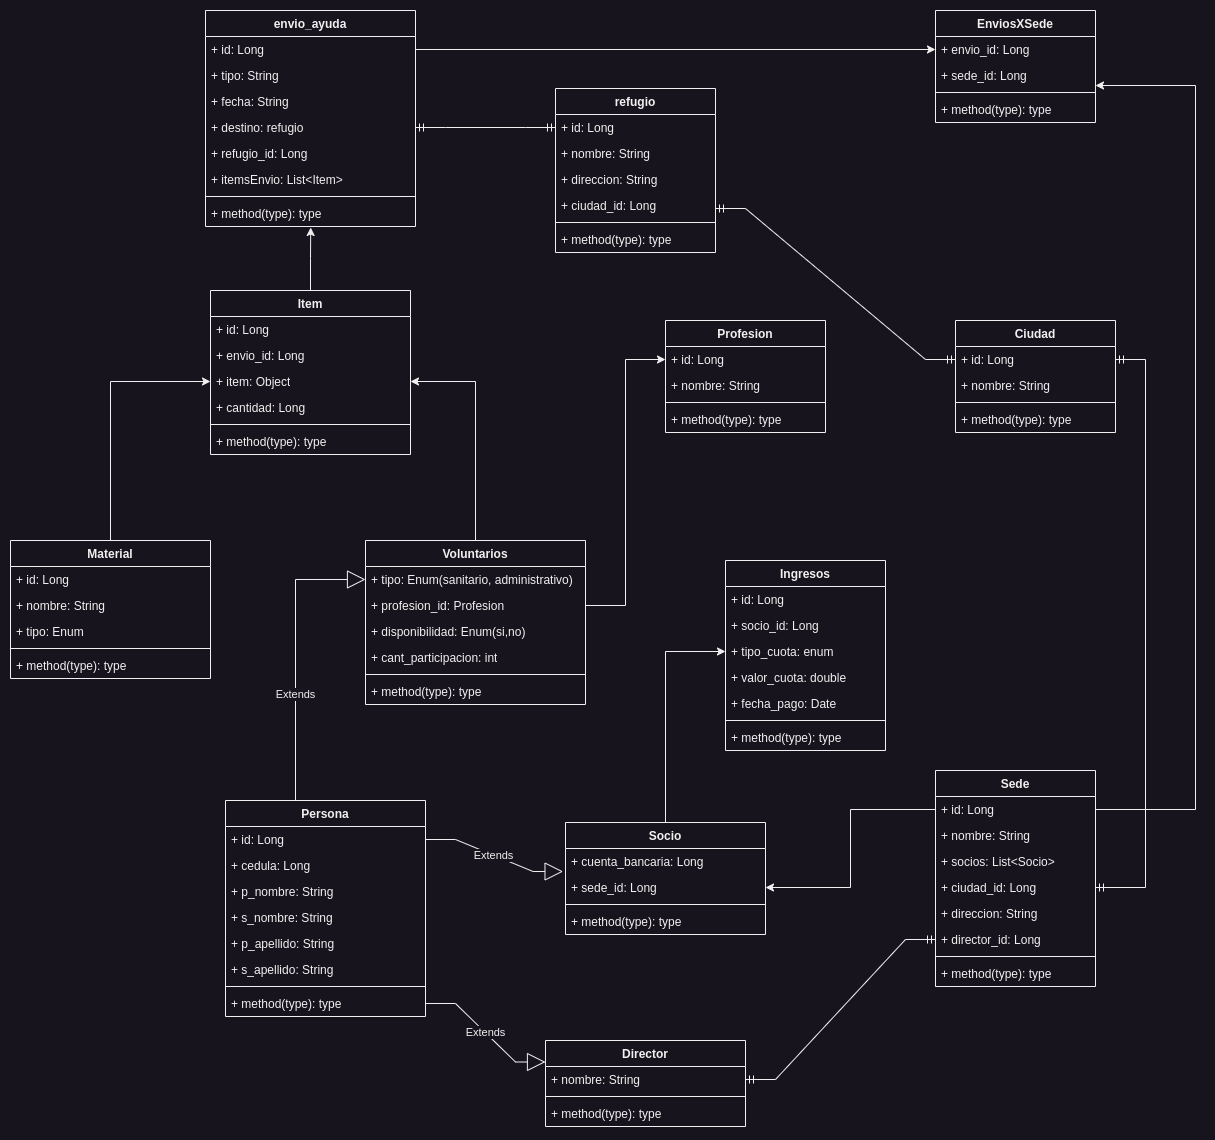 envio_ayuda
+ id: Long
+ tipo: String
+ fecha: String
+ destino: refugio
+ refugio_id: Long
+ itemsEnvio: List<Item>
+ method(type): type
EnviosXSede
+ envio_id: Long
+ sede_id: Long
+ method(type): type
refugio
+ id: Long
+ nombre: String
+ direccion: String
+ ciudad_id: Long
+ method(type): type
Item
+ id: Long
+ envio_id: Long
+ item: Object
+ cantidad: Long
+ method(type): type
Profesion
+ id: Long
+ nombre: String
+ method(type): type
Ciudad
+ id: Long
+ nombre: String
+ method(type): type
Material
+ id: Long
+ nombre: String
+ tipo: Enum
+ method(type): type
Voluntarios
+ tipo: Enum(sanitario, administrativo)
+ profesion_id: Profesion
+ disponibilidad: Enum(si,no)
+ cant_participacion: int
+ method(type): type
Ingresos
+ id: Long
+ socio_id: Long
+ tipo_cuota: enum
+ valor_cuota: double
+ fecha_pago: Date
+ method(type): type
Extends
Persona
+ id: Long
+ cedula: Long
+ p_nombre: String
+ s_nombre: String
+ p_apellido: String
+ s_apellido: String
+ method(type): type
Extends
Socio
+ cuenta_bancaria: Long
+ sede_id: Long
+ method(type): type
Sede
+ id: Long
+ nombre: String
+ socios: List<Socio>
+ ciudad_id: Long
+ direccion: String
+ director_id: Long
+ method(type): type
Extends
Director
+ nombre: String
+ method(type): type